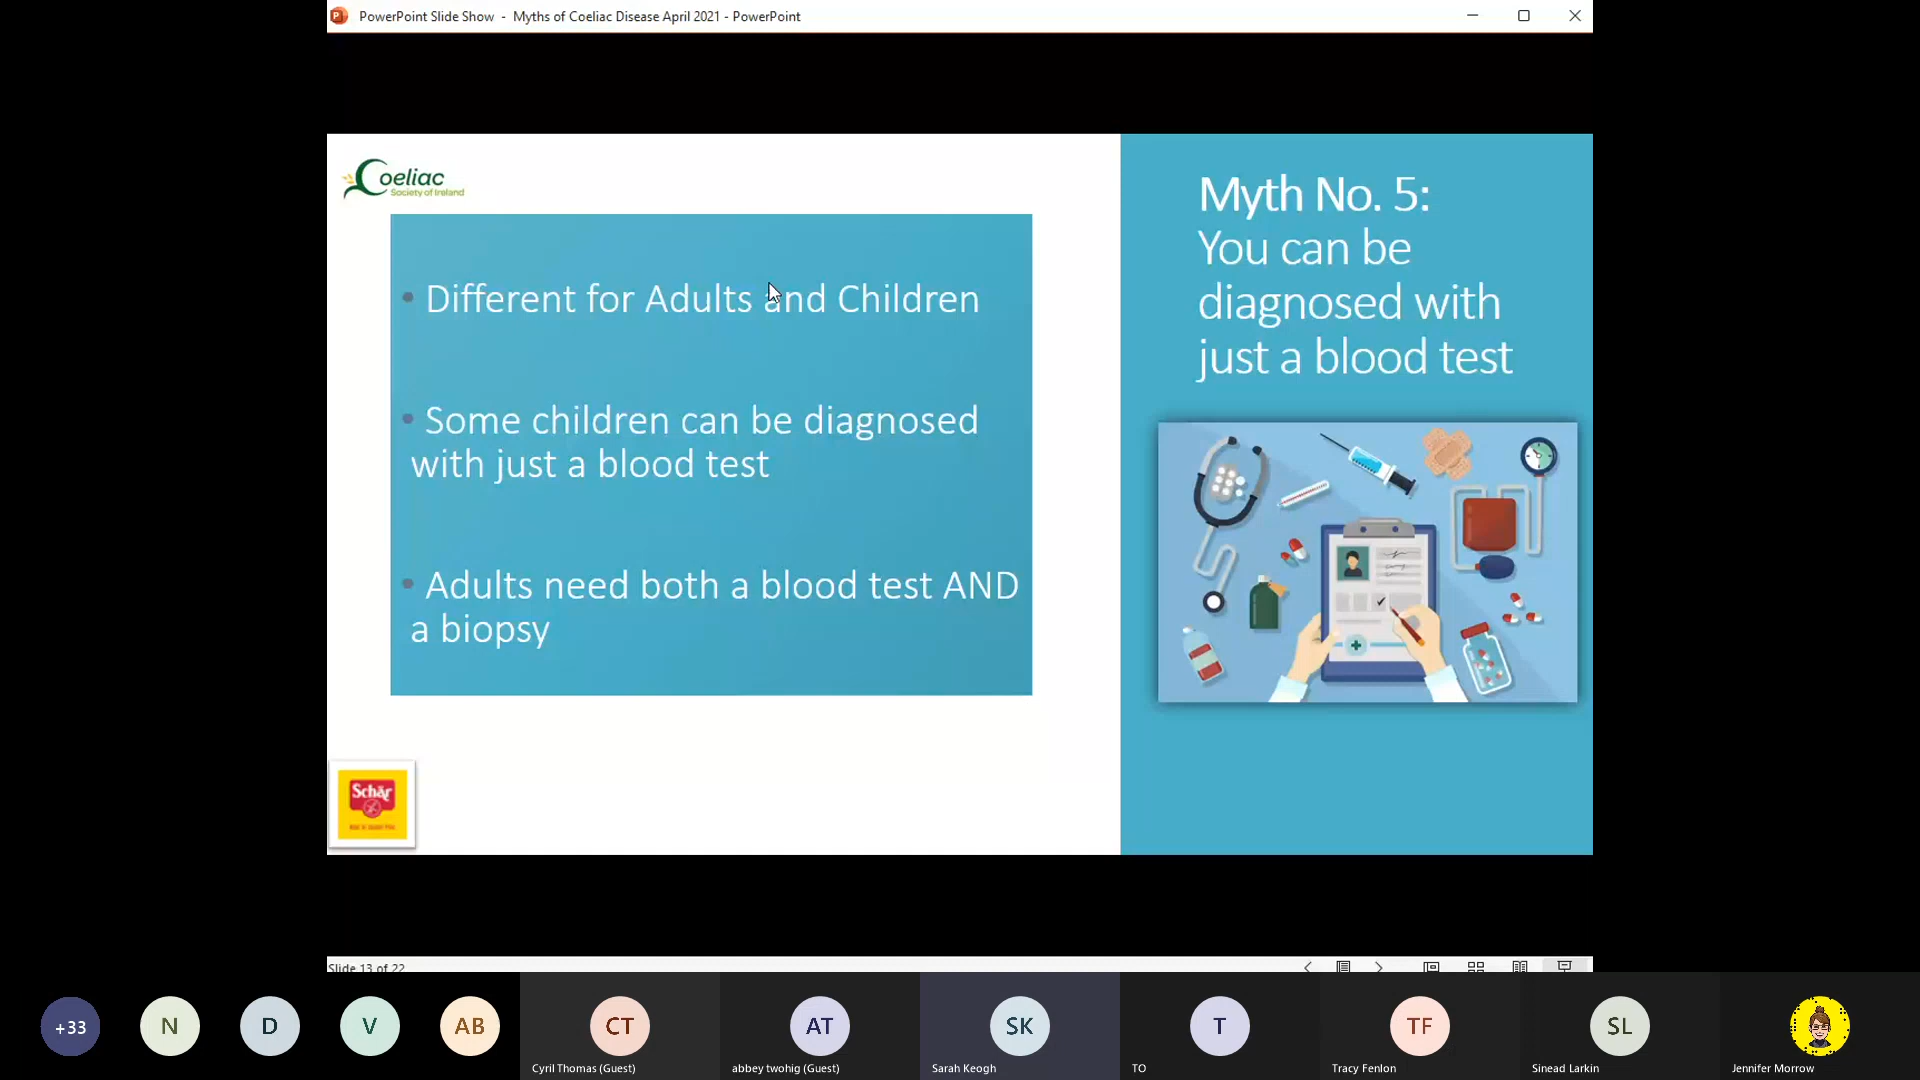 PowerPoint Slide Show - Myths of Coeliac Disease April 2021 - PowerPoint
Coeliac
Society of Ireland
• Different for Adults and Children
• Some children can be diagnosed
with just a blood test
• Adults need both a blood test AND
a biopsy
Myth No. 5:
You can be
diagnosed with
just a blood test
Schär
Slide 13 of 22
+33
N
D
V
AB
CT
AT
SK
T
TF
SL
Cyril Thomas (Guest)
abbey twohig (Guest)
Sarah Keogh
TO
Tracy Fenlon
Sinead Larkin
Jennifer Morrow